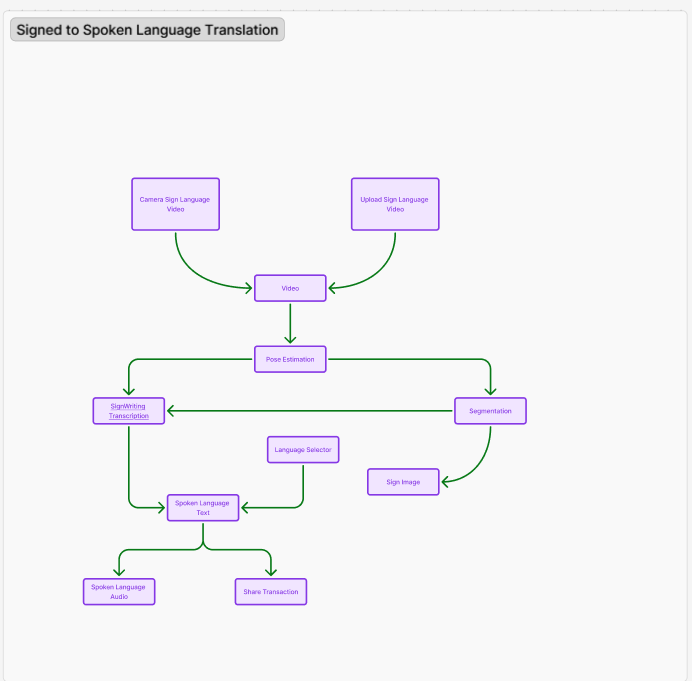 Signed to Spoken Language Translation
Camera Sign Language
Video
Upload Sign Language
Video
Video
Pose Estimation
SignWriting
Transcription
Segmentation
Language Selector
Sign Image
Spoken Language
Text
Spoken Language
Audio
Share Transaction